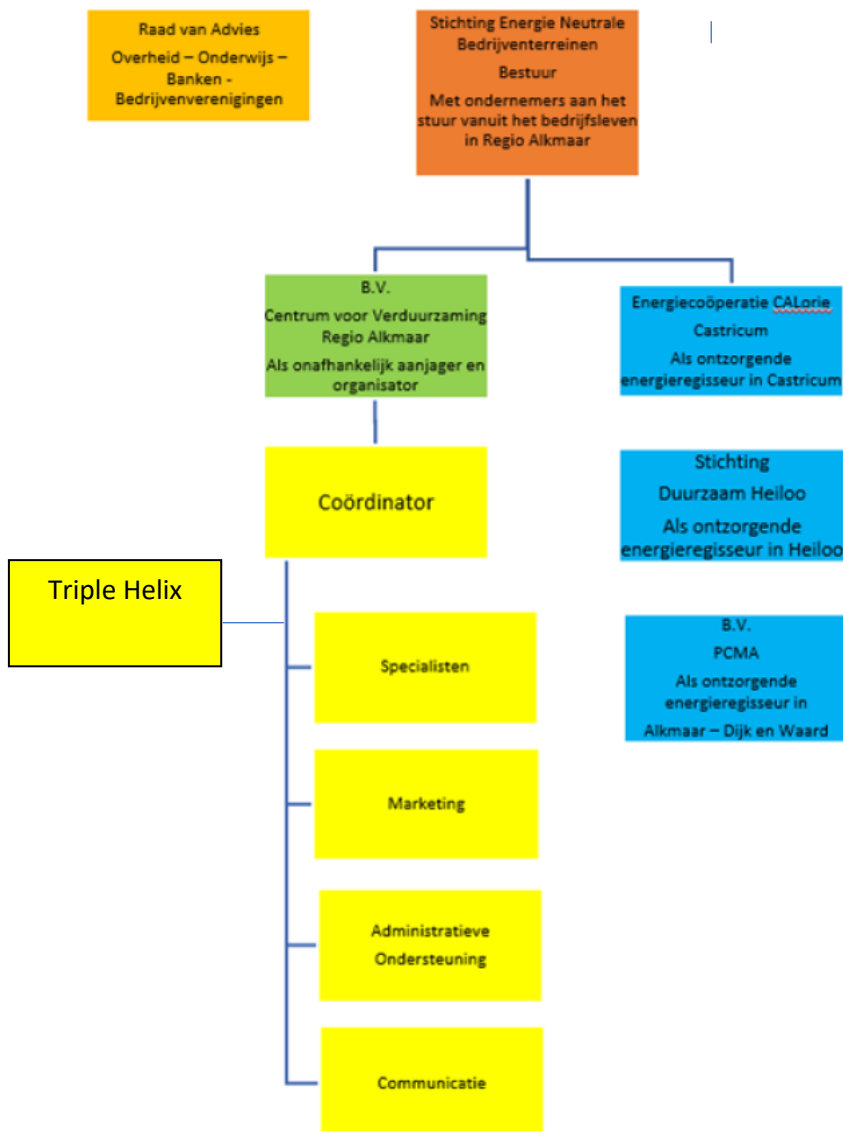 Raad van Advies
Overheid – Onderwijs –
Banken -
Bedrijvenverenigingen
Stichting Energie Neutrale
Bedrijventerreinen
Bestuur
Met ondernemers aan het
stuur vanuit het bedrijfsleven
in Regio Alkmaar
B.V.
Centrum voor Verduurzaming
Regio Alkmaar
Als onafhankelijk aanjager en
organisator
Energiecoöperatie CALorie
Castricum
Als ontzorgende
energieregisseur in Castricum
Coördinator
Stichting
Duurzaam Heiloo
Als ontzorgende
energieregisseur in Heiloo
Triple Helix
B.V.
PCMA
Als ontzorgende
energieregisseur in
Alkmaar – Dijk en Waard
Specialisten
Marketing
Administratieve
Ondersteuning
Communicatie